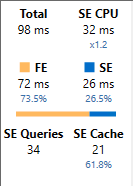 Total SE CPU
98 ms 32 ms
x1.2
FE SE
72 ms 26 ms
73.5% 26.5%
SE Queries SE Cache
34 21
61.8%